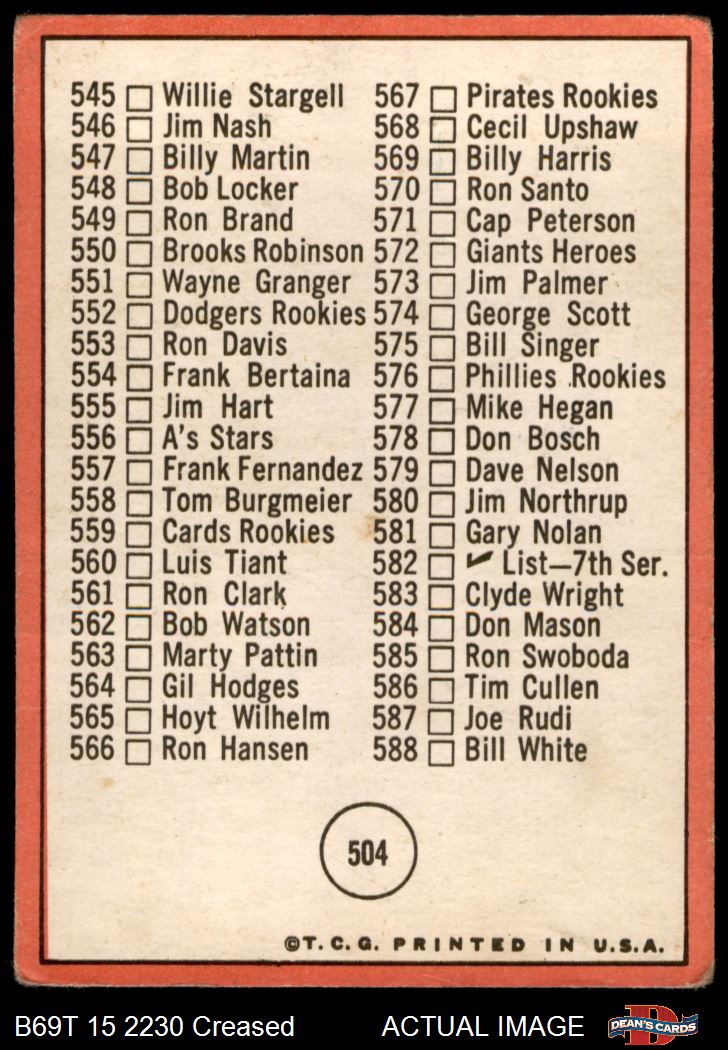 545 Willie Stargell
546 Jim Nash
547 Billy Martin
548 Bob Locker
549 Ron Brand
550 Brooks Robinson
551 Wayne Granger
552 Dodgers Rookies
553 Ron Davis
554 Frank Bertaina
555 Jim Hart
556 A's Stars
557 Frank Fernandez
558 Tom Burgmeier
559 Cards Rookies
560 Luis Tiant
561 Ron Clark
562 Bob Watson
563 Marty Pattin
564 Gil Hodges
565 Hoyt Wilhelm
566 Ron Hansen
567 Pirates Rookies
568 Cecil Upshaw
569 Billy Harris
570 Ron Santo
571 Cap Peterson
572 Giants Heroes
573 Jim Palmer
574 George Scott
575 Bill Singer
576 Phillies Rookies
577 Mike Hegan
578 Don Bosch
579 Dave Nelson
580 Jim Northrup
581 Gary Nolan
582 ✓ List—7th Ser.
583 Clyde Wright
584 Don Mason
585 Ron Swoboda
586 Tim Cullen
587 Joe Rudi
588 Bill White
504
©T.C.G. PRINTED IN U.S.A.
B69T 15 2230 Creased ACTUAL IMAGE
D
DEAN'S CARDS